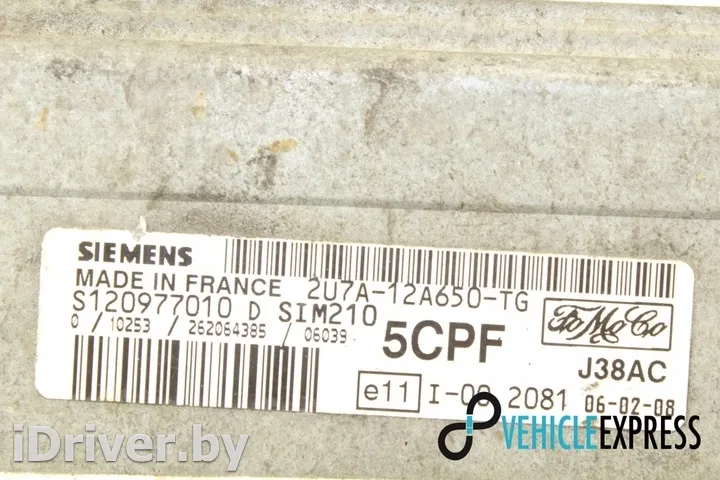 SIEMENS
MADE IN FRANCE 2U7A-12A650-TG
S120977010 D SIM210
0 / 10253 / 262064385 / 06039
5CPF
FoMoCo
J38AC
e11 I-00 2081 06-02-08
VEHICLEEXPRESS
iDriver.by